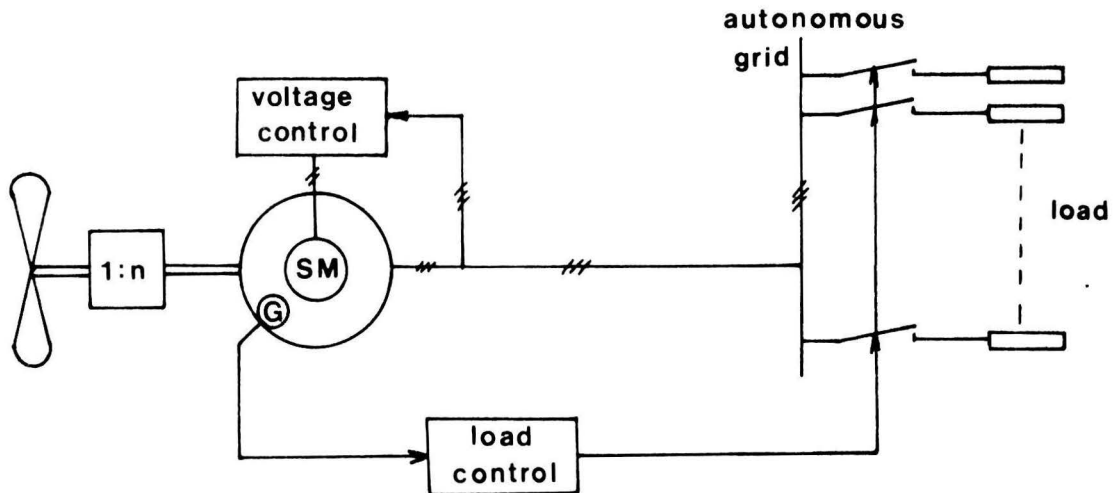 autonomous
grid
voltage
control
1:n
SM
G
load
load
control